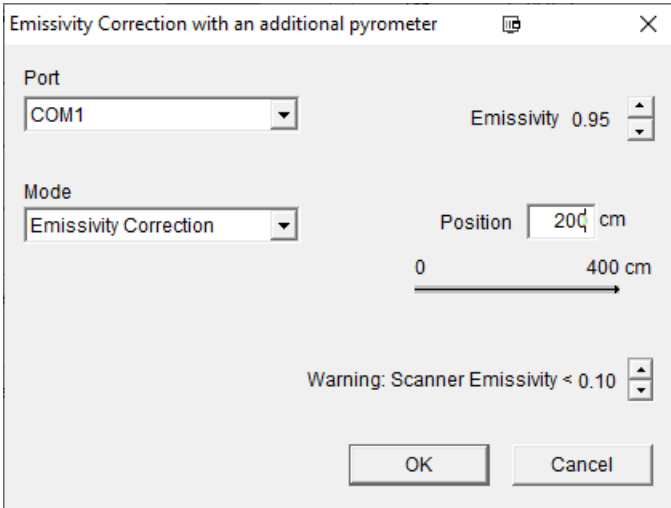 Emissivity Correction with an additional pyrometer
Port
COM1
Emissivity 0.95
Mode
Emissivity Correction
Position 200 cm
0 400 cm
Warning: Scanner Emissivity < 0.10
OK Cancel